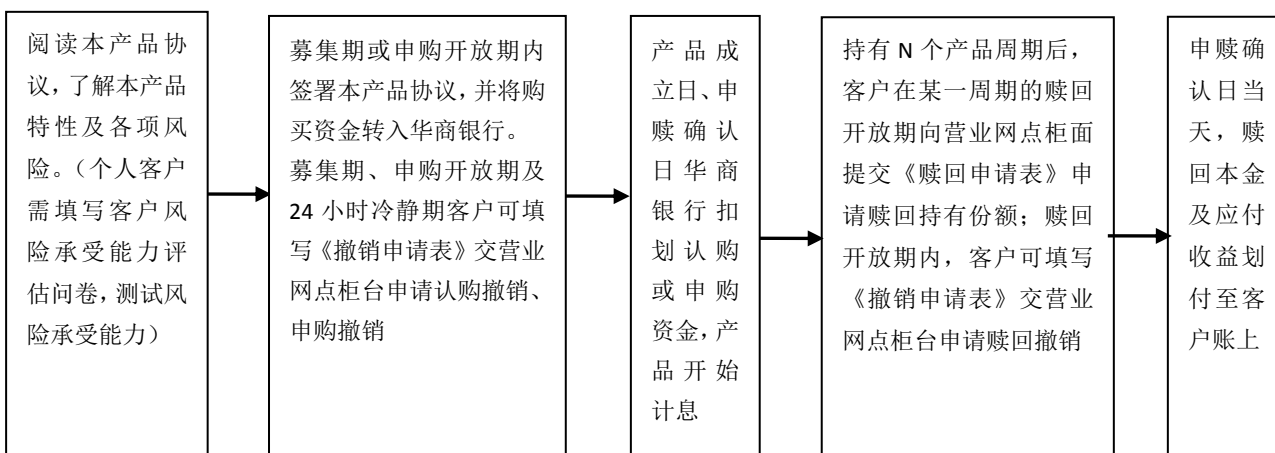 阅读本产品协
议，了解本产品
特性及各项风
险。（个人客户
需填写客户风
险承受能力评
估问卷，测试风
险承受能力）
募集期或申购开放期内
签署本产品协议，并将购
买资金转入华商银行。
募集期、申购开放期及
24 小时冷静期客户可填
写《撤销申请表》交营业
网点柜台申请认购撤销、
申购撤销
产品成
立日、申
赎确认
日华商
银行扣
划认购
或申购
资金，产
品开始
计息
持有 N 个产品周期后，
客户在某一周期的赎回
开放期向营业网点柜面
提交《赎回申请表》申
请赎回持有份额；赎回
开放期内，客户可填写
《撤销申请表》交营业
网点柜台申请赎回撤销
申赎确
认日当
天，赎
回本金
及应付
收益划
付至客
户账上